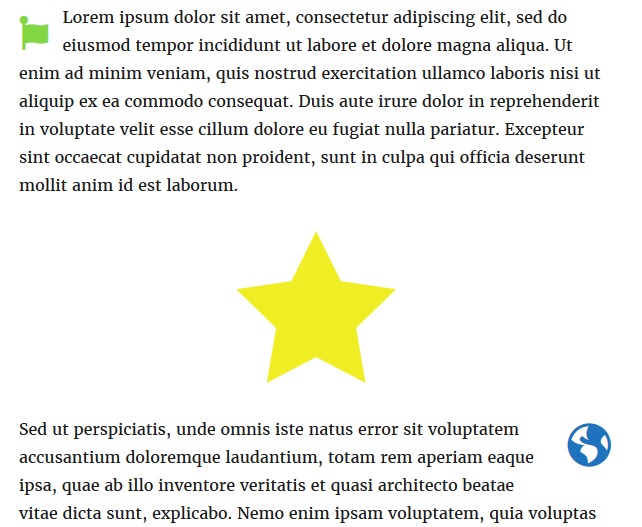 Lorem ipsum dolor sit amet, consectetur adipiscing elit, sed do
eiusmod tempor incididunt ut labore et dolore magna aliqua. Ut
enim ad minim veniam, quis nostrud exercitation ullamco laboris nisi ut
aliquip ex ea commodo consequat. Duis aute irure dolor in reprehenderit
in voluptate velit esse cillum dolore eu fugiat nulla pariatur. Excepteur
sint occaecat cupidatat non proident, sunt in culpa qui officia deserunt
mollit anim id est laborum.
Sed ut perspiciatis, unde omnis iste natus error sit voluptatem
accusantium doloremque laudantium, totam rem aperiam eaque
ipsa, quae ab illo inventore veritatis et quasi architecto beatae
vitae dicta sunt, explicabo. Nemo enim ipsam voluptatem, quia voluptas